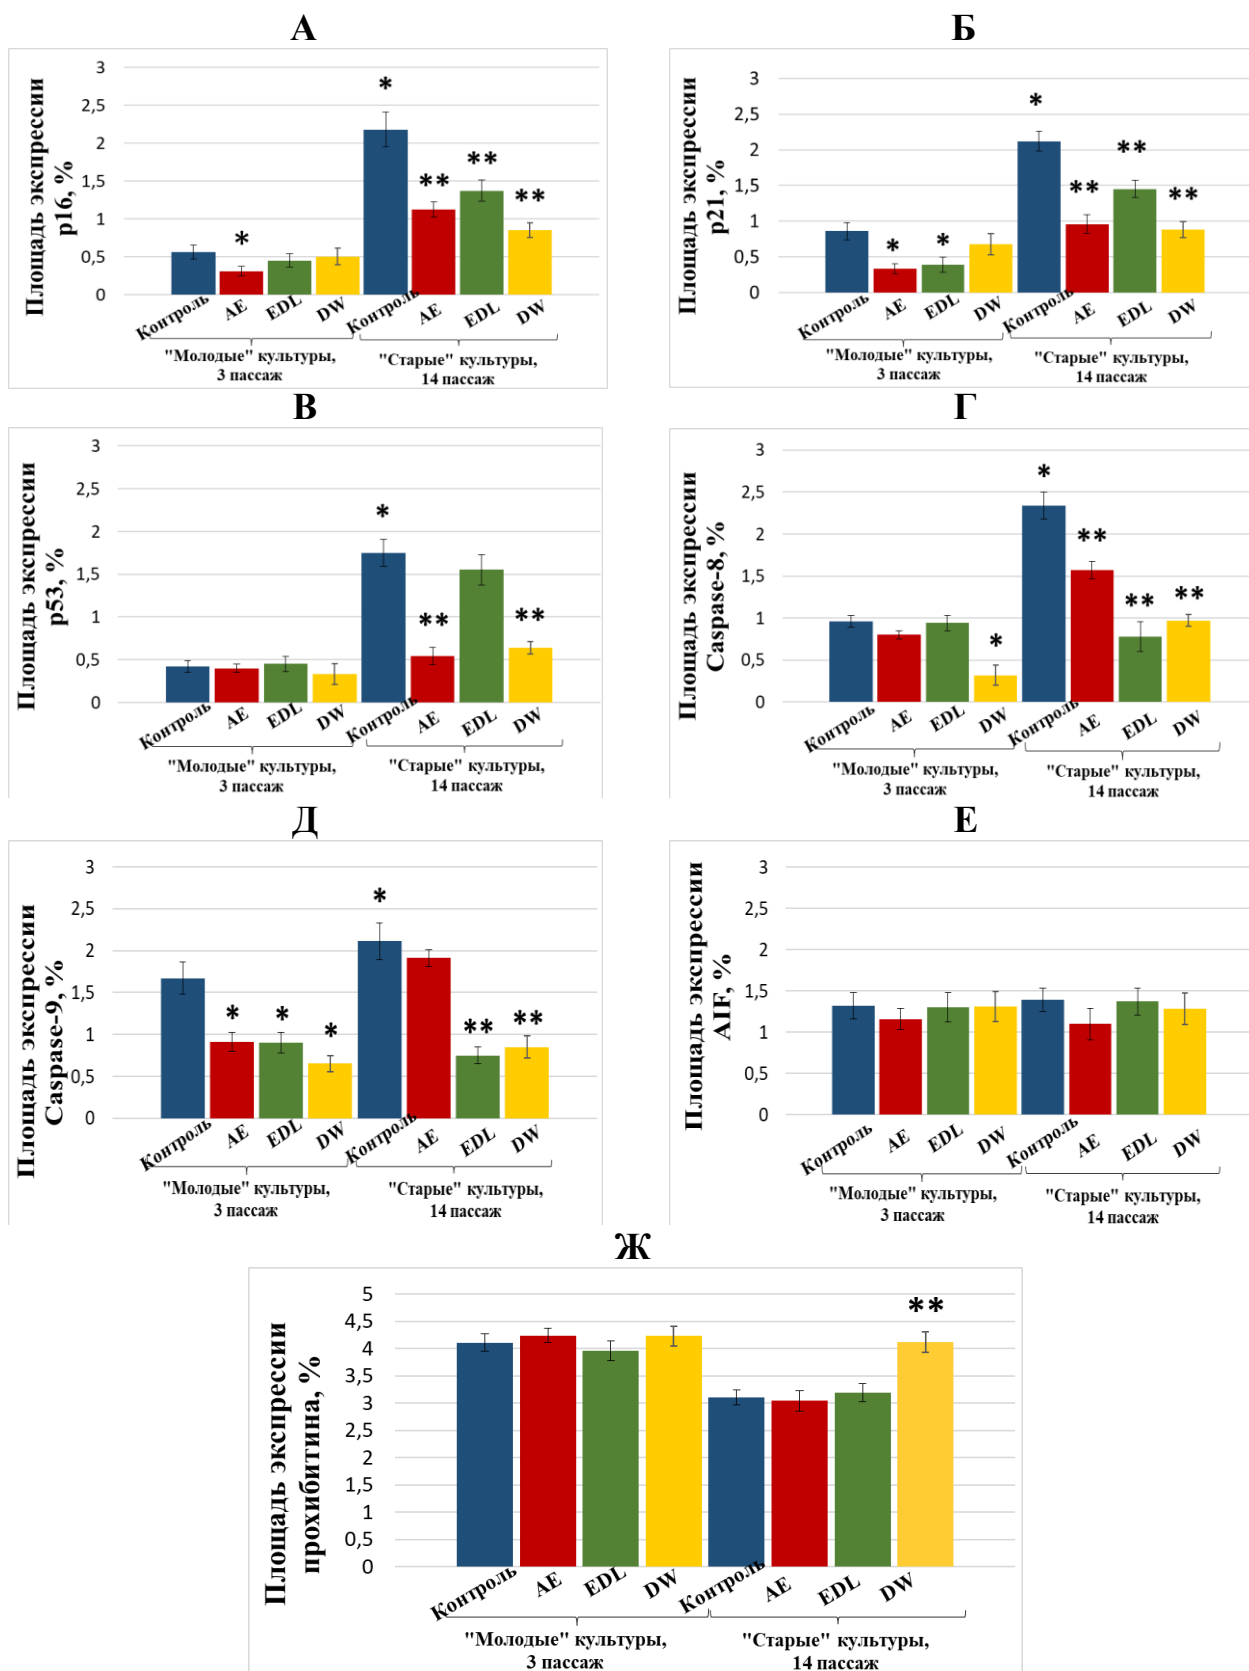 А
Площадь экспрессии
p16, %
3
2,5
2
1,5
1
0,5
0
*
*
**
**
**
Контроль AE EDL DW Контроль AE EDL DW
"Молодые" культуры,
3 пассаж
"Старые" культуры,
14 пассаж
Б
Площадь экспрессии
p21, %
3
2,5
2
1,5
1
0,5
0
*
*
*
**
**
**
Контроль AE EDL DW Контроль AE EDL DW
"Молодые" культуры,
3 пассаж
"Старые" культуры,
14 пассаж
В
Площадь экспрессии
p53, %
3
2,5
2
1,5
1
0,5
0
*
**
**
Контроль AE EDL DW Контроль AE EDL DW
"Молодые" культуры,
3 пассаж
"Старые" культуры,
14 пассаж
Г
Площадь экспрессии
Caspase-8, %
3
2,5
2
1,5
1
0,5
0
*
*
**
**
**
Контроль AE EDL DW Контроль AE EDL DW
"Молодые" культуры,
3 пассаж
"Старые" культуры,
14 пассаж
Д
Площадь экспрессии
Caspase-9, %
3
2,5
2
1,5
1
0,5
0
*
*
*
*
**
**
Контроль AE EDL DW Контроль AE EDL DW
"Молодые" культуры,
3 пассаж
"Старые" культуры,
14 пассаж
Е
Площадь экспрессии
AIF, %
3
2,5
2
1,5
1
0,5
0
Контроль AE EDL DW Контроль AE EDL DW
"Молодые" культуры,
3 пассаж
"Старые" культуры,
14 пассаж
Ж
Площадь экспрессии
прохибитина, %
5
4,5
4
3,5
3
2,5
2
1,5
1
0,5
0
**
Контроль AE EDL DW Контроль AE EDL DW
"Молодые" культуры,
3 пассаж
"Старые" культуры,
14 пассаж